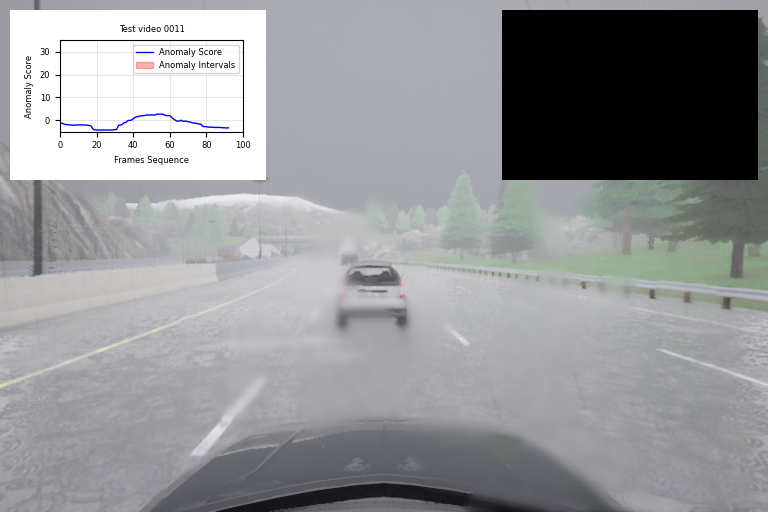 Test video 0011
Anomaly Score
30
20
10
0
Anomaly Score
Anomaly Intervals
0 20 40 60 80 100
Frames Sequence